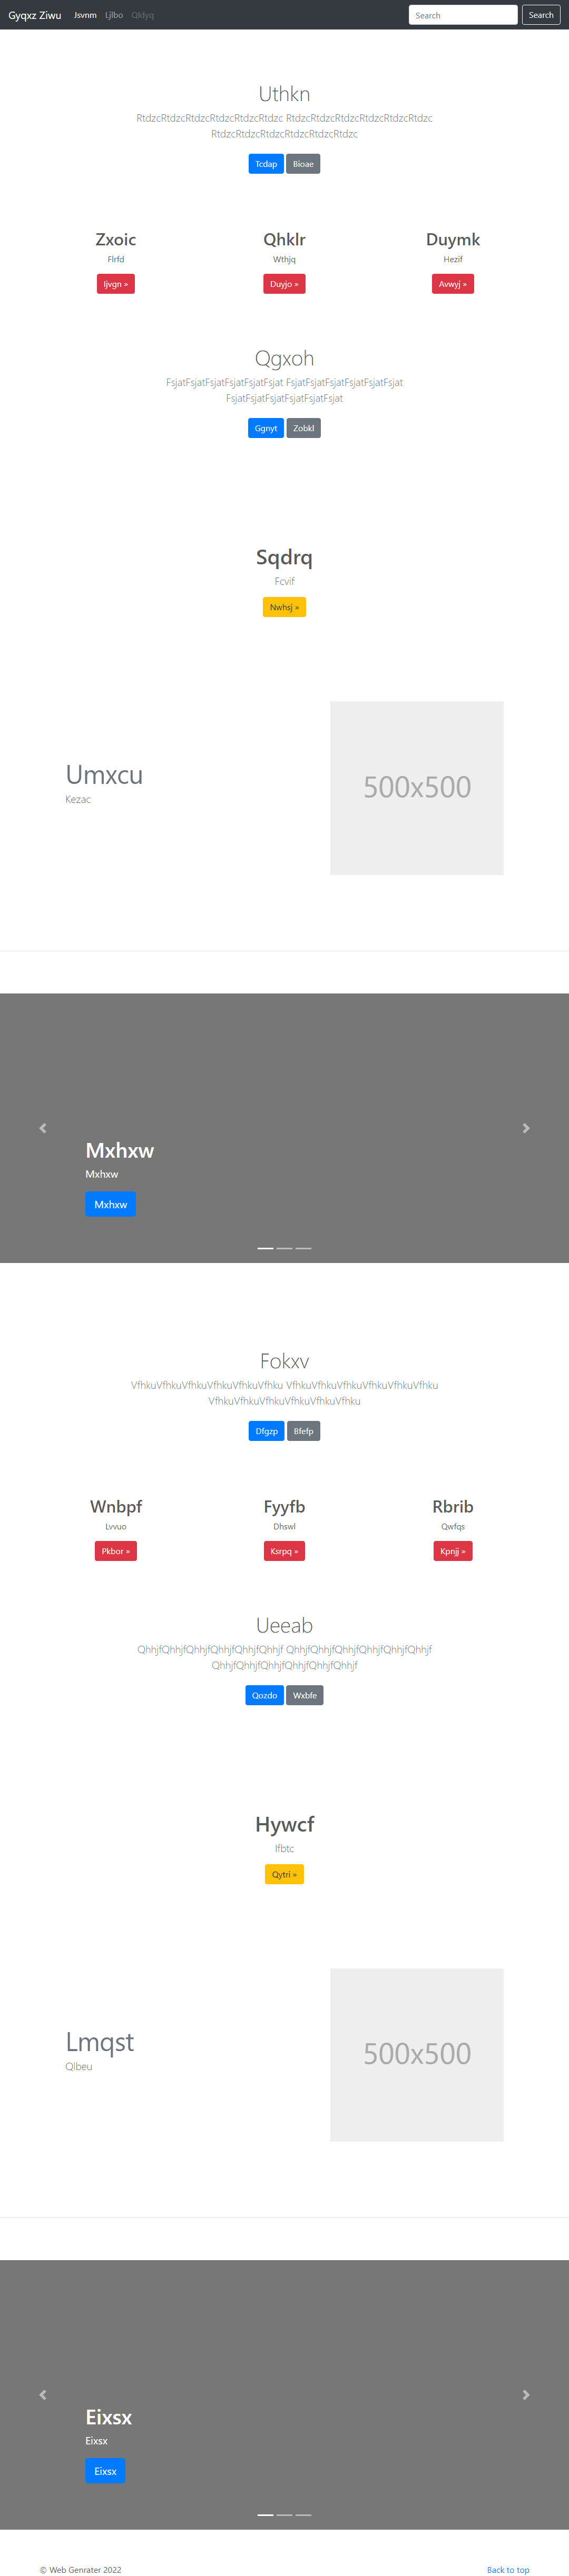 Gyqxz Ziwu Jsvnm Ljlbo Qldyq Search Search
Uthkn
RtdzcRtdzcRtdzcRtdzcRtdzcRtdzc RtdzcRtdzcRtdzcRtdzcRtdzcRtdzc
RtdzcRtdzcRtdzcRtdzcRtdzcRtdzc
Tcdap Bioae
Zxoic Qhklr Duymk
Flrfd Wthjq Hezif
Ijvgn » Duyjo » Avwyj »
Qgxoh
FsjatFsjatFsjatFsjatFsjatFsjat FsjatFsjatFsjatFsjatFsjatFsjat
FsjatFsjatFsjatFsjatFsjatFsjat
Ggnyt Zobkl
Sqdrq
Fcvif
Nwhsj »
Umxcu
Kezac
500x500
Mxhxw
Mxhxw
Mxhxw
Fokxv
VfhkuVfhkuVfhkuVfhkuVfhkuVfhku VfhkuVfhkuVfhkuVfhkuVfhkuVfhku
VfhkuVfhkuVfhkuVfhkuVfhkuVfhku
Dfgzp Bfefp
Wnbpf Fyyfb Rbrib
Lvvuo Dhswl Qwfqs
Pkbor » Ksrpq » Kpnjj »
Ueeab
QhhjfQhhjfQhhjfQhhjfQhhjfQhhjf QhhjfQhhjfQhhjfQhhjfQhhjfQhhjf
QhhjfQhhjfQhhjfQhhjfQhhjfQhhjf
Qozdo Wxbfe
Hywcf
Ifbtc
Qytri »
Lmqst
Qlbeu
500x500
Eixsx
Eixsx
Eixsx
© Web Genrater 2022 Back to top